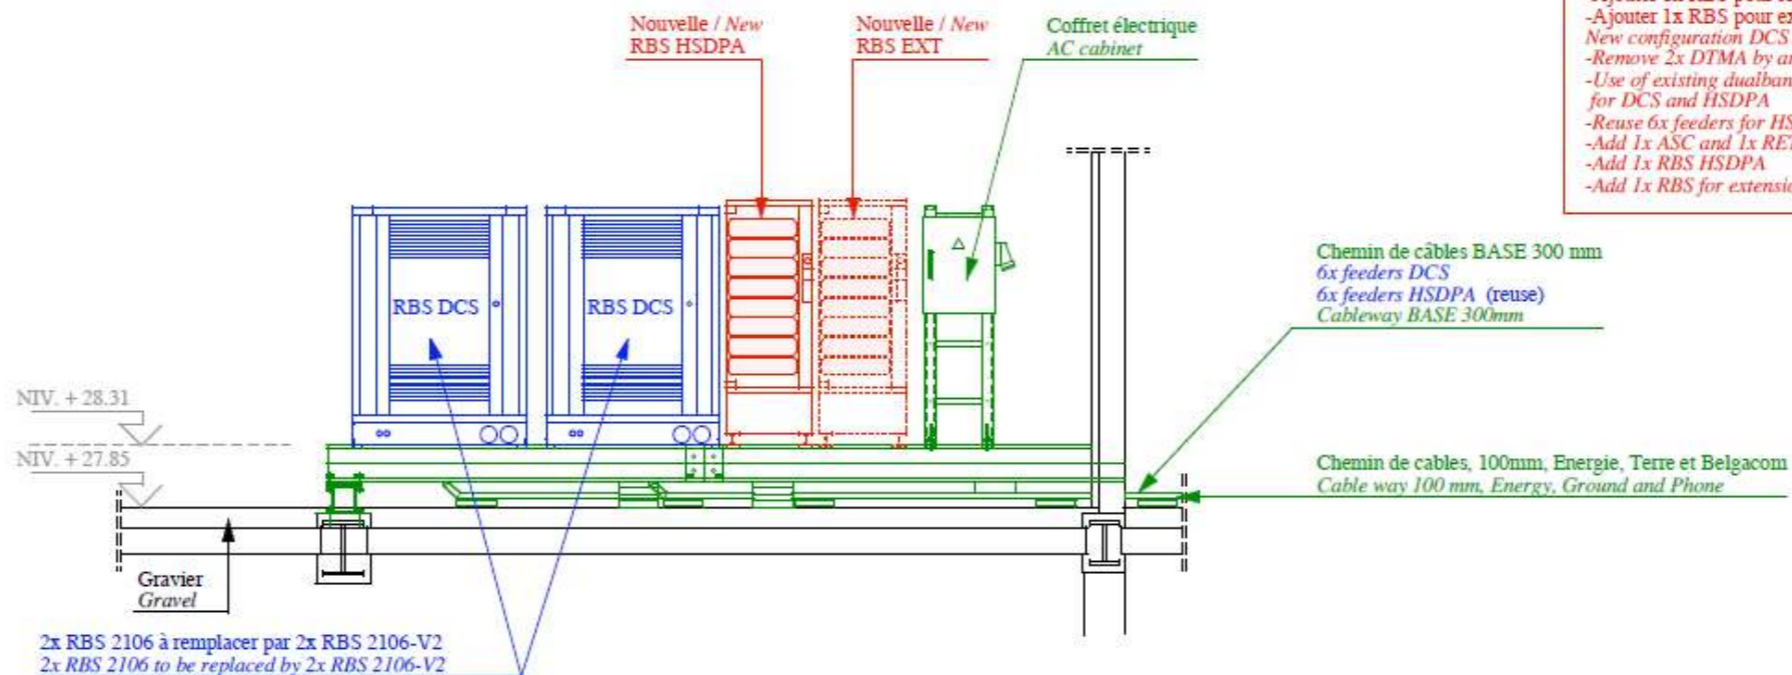 Nouvelle / New
RBS HSDPA
Nouvelle / New
RBS EXT
Coffret électrique
AC cabinet
-Ajouter 1x RBS pour
New configuration DCS
-Remove 2x DTMA by
-Use of existing
for DCS and HSDPA
-Reuse 6x feeders for
-Add 1x ASC and 1x
-Add 1x RBS HSDPA
-Add 1x RBS for
RBS DCS
RBS DCS
Chemin de câbles BASE 300 mm
6x feeders DCS
6x feeders HSDPA (reuse)
Cableway BASE 300mm
NIV. + 28.31
NIV. + 27.85
Chemin de cables, 100mm, Energie, Terre et Belgacom
Cable way 100 mm, Energy, Ground and Phone
Gravier
Gravel
2x RBS 2106 à remplacer par 2x RBS 2106-V2
2x RBS 2106 to be replaced by 2x RBS 2106-V2